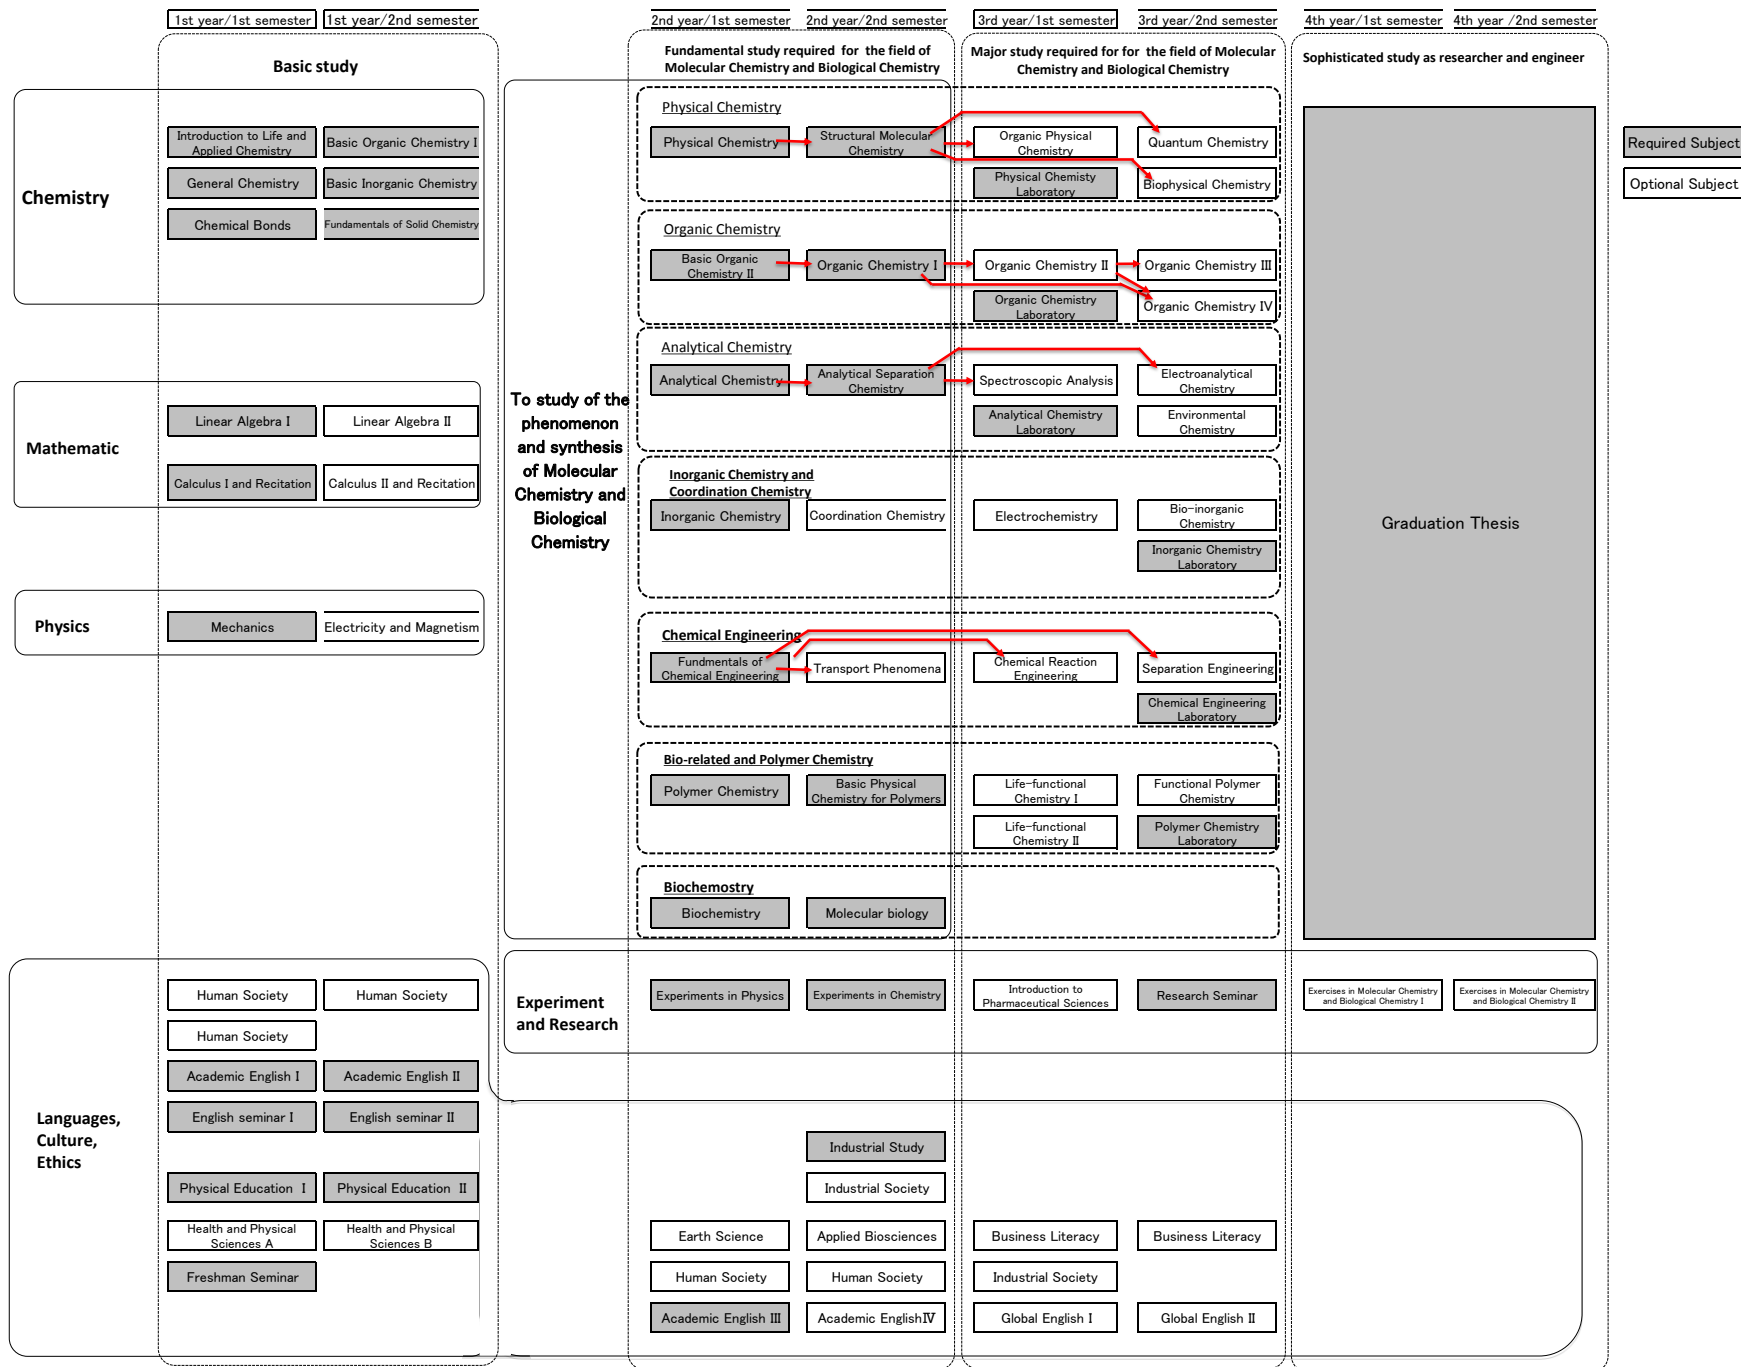 1st year/1st semester
1st year/2nd semester
2nd year/1st semester
2nd year/2nd semester
3rd year/1st semester
3rd year/2nd semester
4th year/1st semester
4th year /2nd semester
Basic study
Fundamental study required for the field of
Molecular Chemistry and Biological Chemistry
Major study required for for the field of Molecular
Chemistry and Biological Chemistry
Sophisticated study as researcher and engineer
Chemistry
Introduction to Life and
Applied Chemistry
Basic Organic Chemistry I
General Chemistry
Basic Inorganic Chemistry
Chemical Bonds
Fundamentals of Solid Chemistry
Mathematic
Linear Algebra I
Linear Algebra II
Calculus I and Recitation
Calculus II and Recitation
Physics
Mechanics
Electricity and Magnetism
To study of the
phenomenon
and synthesis
of Molecular
Chemistry and
Biological
Chemistry
Physical Chemistry
Physical Chemistry
Structural Molecular
Chemistry
Organic Physical
Chemistry
Quantum Chemistry
Physical Chemisty
Laboratory
Biophysical Chemistry
Organic Chemistry
Basic Organic
Chemistry II
Organic Chemistry I
Organic Chemistry II
Organic Chemistry III
Organic Chemistry
Laboratory
Organic Chemistry IV
Analytical Chemistry
Analytical Chemistry
Analytical Separation
Chemistry
Spectroscopic Analysis
Electroanalytical
Chemistry
Analytical Chemistry
Laboratory
Environmental
Chemistry
Inorganic Chemistry and
Coordination Chemistry
Inorganic Chemistry
Coordination Chemistry
Electrochemistry
Bio-inorganic
Chemistry
Inorganic Chemistry
Laboratory
Chemical Engineering
Fundmentals of
Chemical Engineering
Transport Phenomena
Chemical Reaction
Engineering
Separation Engineering
Chemical Engineering
Laboratory
Bio-related and Polymer Chemistry
Polymer Chemistry
Basic Physical
Chemistry for Polymers
Life-functional
Chemistry I
Functional Polymer
Chemistry
Life-functional
Chemistry II
Polymer Chemistry
Laboratory
Biochemostry
Biochemistry
Molecular biology
Graduation Thesis
Required Subject
Optional Subject
Experiment
and Research
Experiments in Physics
Experiments in Chemistry
Introduction to
Pharmaceutical Sciences
Research Seminar
Exercises in Molecular Chemistry
and Biological Chemistry I
Exercises in Molecular Chemistry
and Biological Chemistry II
Languages,
Culture,
Ethics
Human Society
Human Society
Human Society
Academic English I
Academic English II
English seminar I
English seminar II
Physical Education I
Physical Education II
Health and Physical
Sciences A
Health and Physical
Sciences B
Freshman Seminar
Industrial Study
Industrial Society
Earth Science
Applied Biosciences
Business Literacy
Business Literacy
Human Society
Human Society
Industrial Society
Academic English III
Academic EnglishIV
Global English I
Global English II